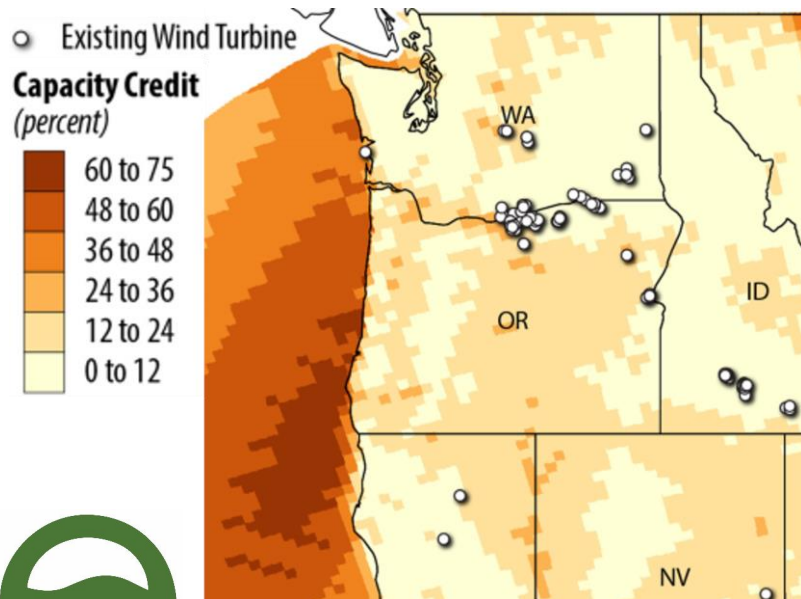 Existing Wind Turbine
Capacity Credit
(percent)
60 to 75
48 to 60
36 to 48
24 to 36
12 to 24
0 to 12
WA
OR
ID
NV